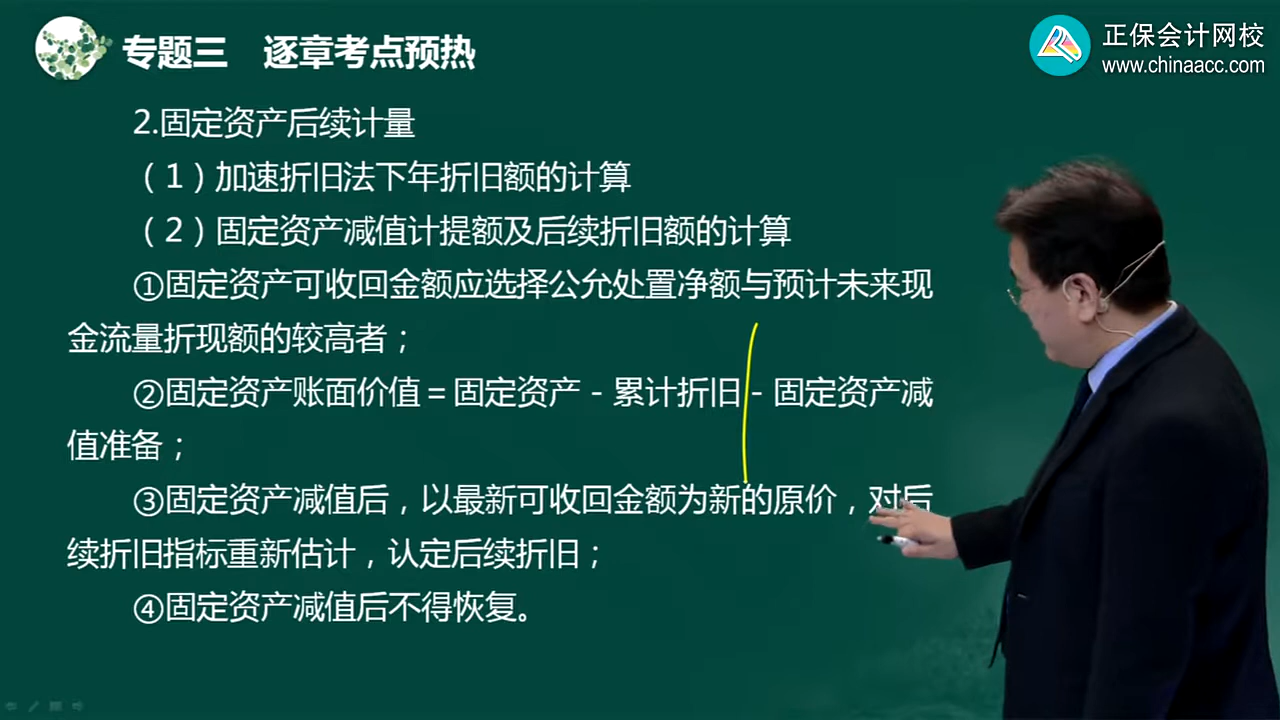 专题三 逐章考点预热
正保会计网校
www.chinaacc.com
2.固定资产后续计量
（1）加速折旧法下年折旧额的计算
（2）固定资产减值计提额及后续折旧额的计算
①固定资产可收回金额应选择公允处置净额与预计未来现
金流量折现额的较高者；
②固定资产账面价值＝固定资产－累计折旧－固定资产减
值准备；
③固定资产减值后，以最新可收回金额为新的原价，对后
续折旧指标重新估计，认定后续折旧；
④固定资产减值后不得恢复。